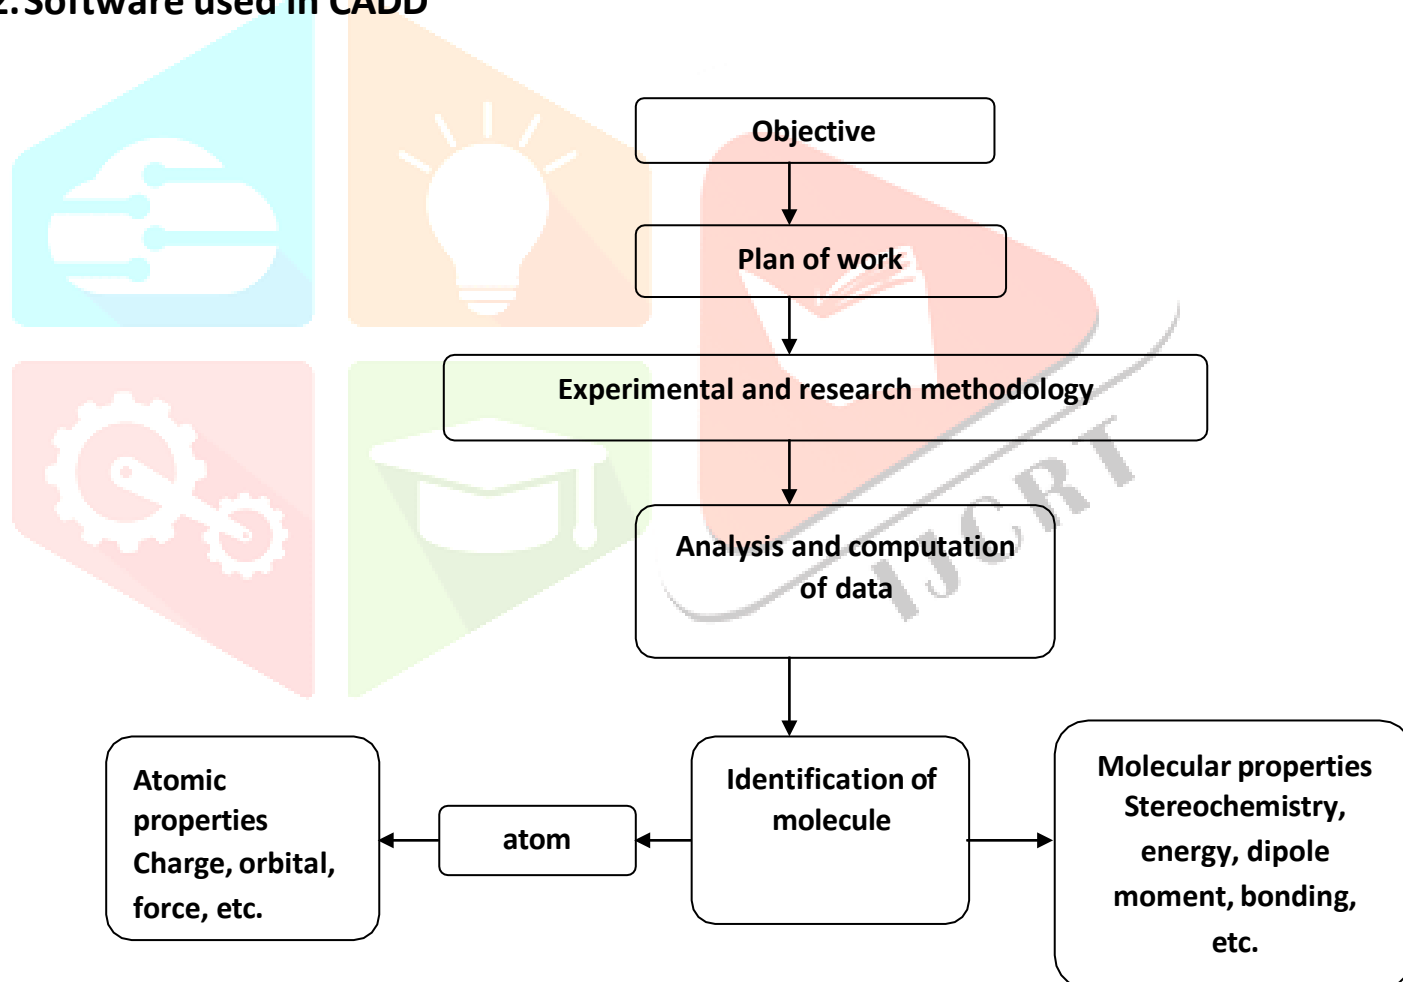 2. Software used in CADD
Objective
Plan of work
Experimental and research methodology
Analysis and computation
of data
Identification of
molecule
atom
Atomic
properties
Charge, orbital,
force, etc.
Molecular properties
Stereochemistry,
energy, dipole
moment, bonding,
etc.
IJCRT